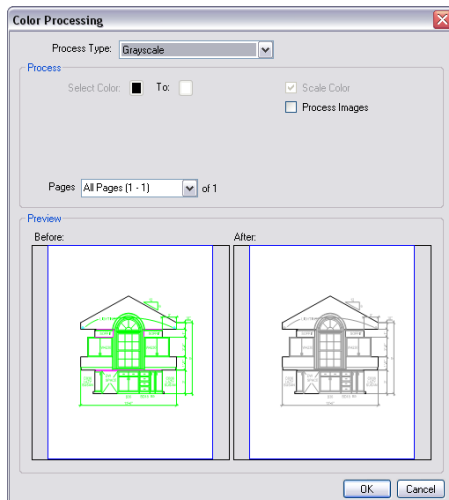 Color Processing
Process Type: Grayscale
Process
Select Color: To: Scale Color
Process Images
Pages All Pages (1 - 1) of 1
Preview
Before: After:
OK Cancel